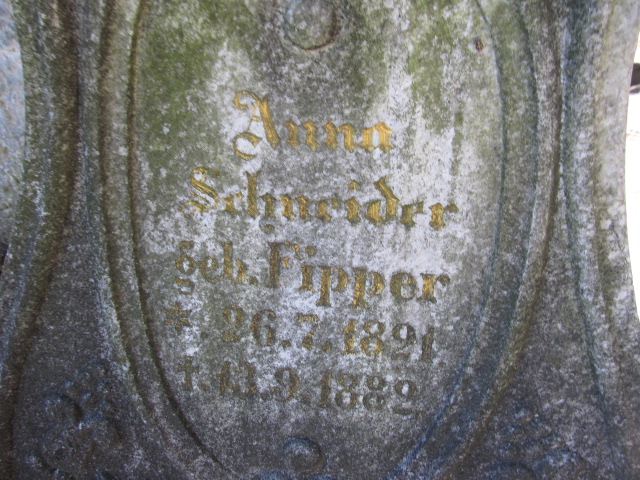 Anna
Schneider
geb. Fipper
*. 26.7.1821
†. 13.9.1882